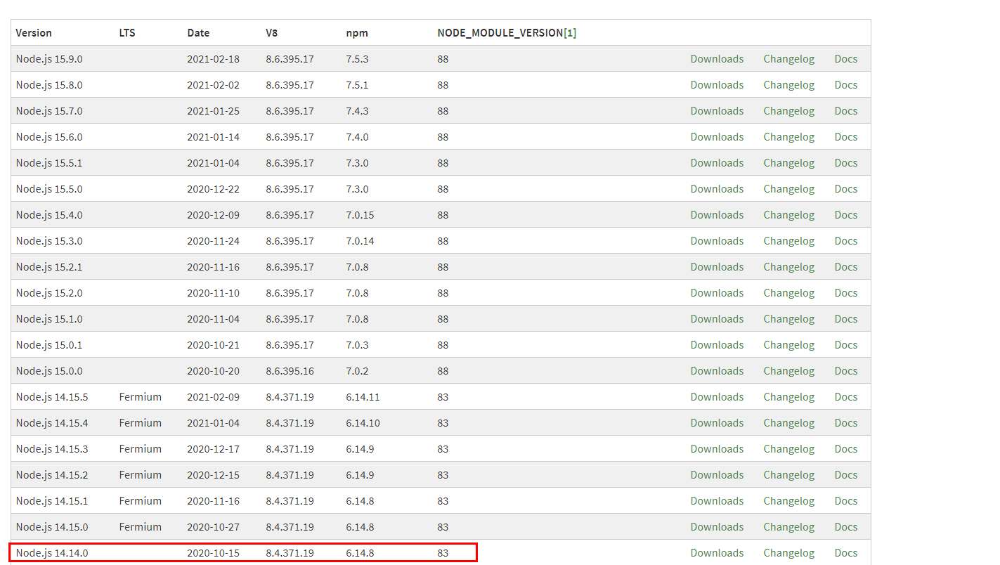 Version LTS Date V8 npm NODE_MODULE_VERSION[1]
Node.js 15.9.0 2021-02-18 8.6.395.17 7.5.3 88 Downloads Changelog Docs
Node.js 15.8.0 2021-02-02 8.6.395.17 7.5.1 88 Downloads Changelog Docs
Node.js 15.7.0 2021-01-25 8.6.395.17 7.4.3 88 Downloads Changelog Docs
Node.js 15.6.0 2021-01-14 8.6.395.17 7.4.0 88 Downloads Changelog Docs
Node.js 15.5.1 2021-01-04 8.6.395.17 7.3.0 88 Downloads Changelog Docs
Node.js 15.5.0 2020-12-22 8.6.395.17 7.3.0 88 Downloads Changelog Docs
Node.js 15.4.0 2020-12-09 8.6.395.17 7.0.15 88 Downloads Changelog Docs
Node.js 15.3.0 2020-11-24 8.6.395.17 7.0.14 88 Downloads Changelog Docs
Node.js 15.2.1 2020-11-16 8.6.395.17 7.0.8 88 Downloads Changelog Docs
Node.js 15.2.0 2020-11-10 8.6.395.17 7.0.8 88 Downloads Changelog Docs
Node.js 15.1.0 2020-11-04 8.6.395.17 7.0.8 88 Downloads Changelog Docs
Node.js 15.0.1 2020-10-21 8.6.395.17 7.0.3 88 Downloads Changelog Docs
Node.js 15.0.0 2020-10-20 8.6.395.16 7.0.2 88 Downloads Changelog Docs
Node.js 14.15.5 Fermium 2021-02-09 8.4.371.19 6.14.11 83 Downloads Changelog Docs
Node.js 14.15.4 Fermium 2021-01-04 8.4.371.19 6.14.10 83 Downloads Changelog Docs
Node.js 14.15.3 Fermium 2020-12-17 8.4.371.19 6.14.9 83 Downloads Changelog Docs
Node.js 14.15.2 Fermium 2020-12-15 8.4.371.19 6.14.9 83 Downloads Changelog Docs
Node.js 14.15.1 Fermium 2020-11-16 8.4.371.19 6.14.8 83 Downloads Changelog Docs
Node.js 14.15.0 Fermium 2020-10-27 8.4.371.19 6.14.8 83 Downloads Changelog Docs
Node.js 14.14.0 2020-10-15 8.4.371.19 6.14.8 83 Downloads Changelog Docs